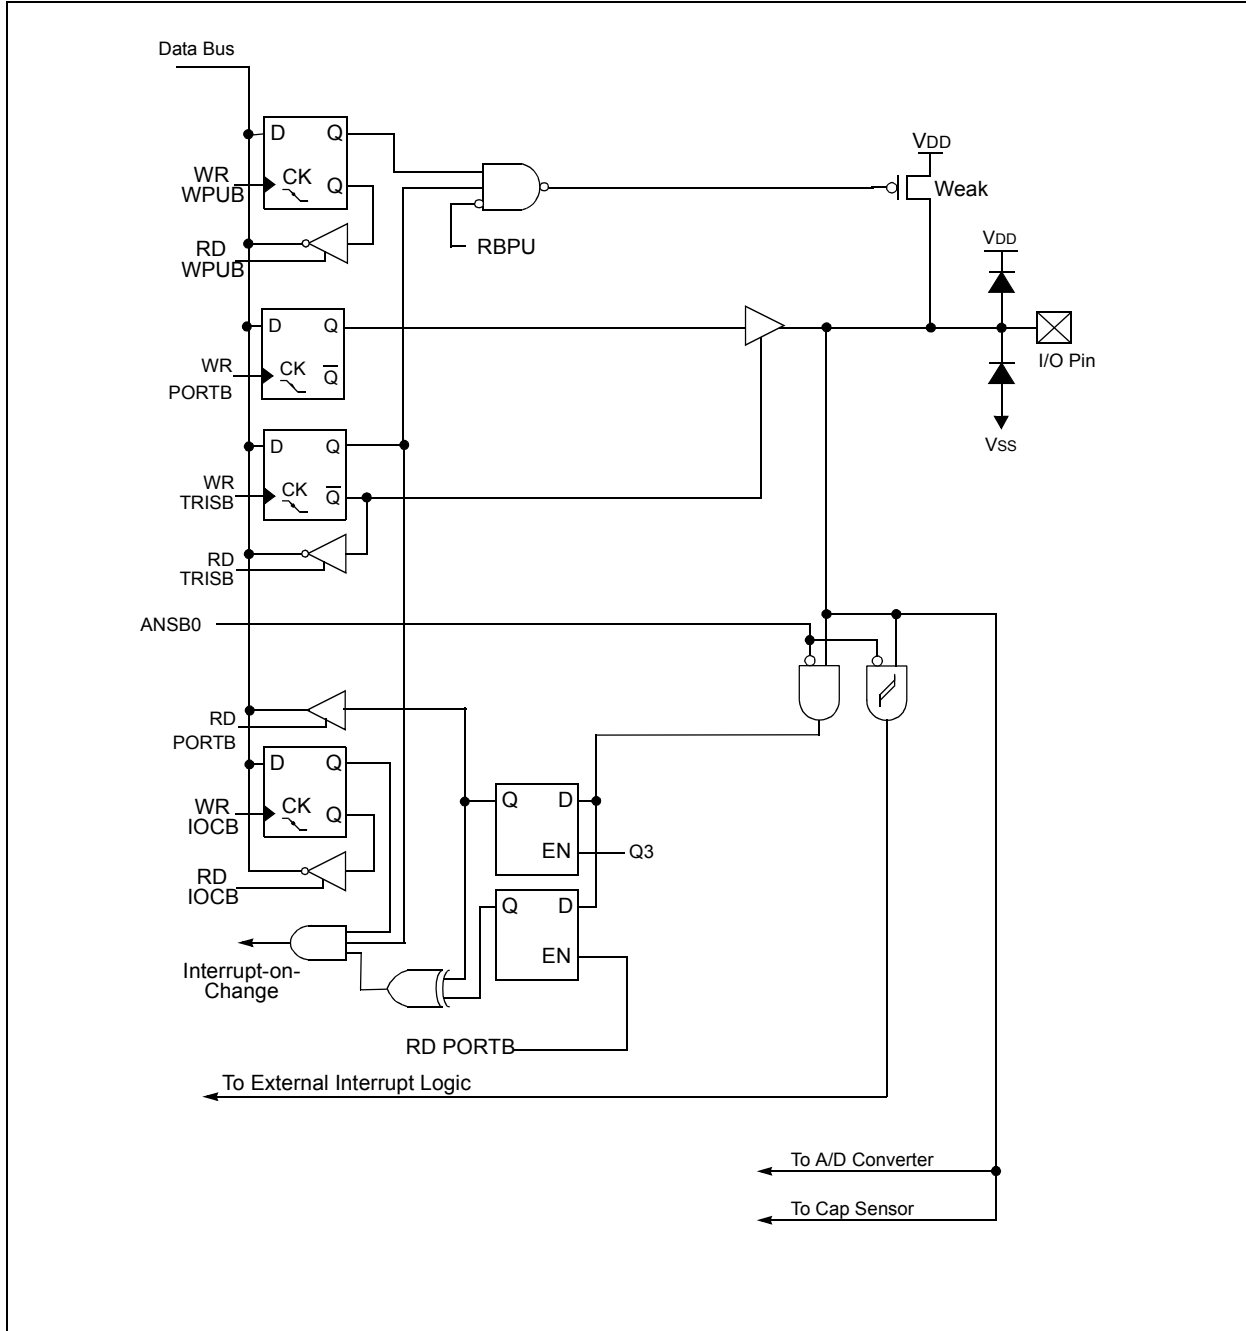 Data Bus
D Q
CK
Q
WR
WPUB
RD
WPUB
RBPU
VDD
Weak
VDD
D Q
CK
Q
WR
PORTB
I/O Pin
VSS
D Q
CK
Q
WR
TRISB
RD
TRISB
ANSB0
RD
PORTB
D Q
CK
Q
WR
IOCB
RD
IOCB
Q D
EN
Q3
Q D
EN
Interrupt-on-
Change
RD PORTB
To External Interrupt Logic
To A/D Converter
To Cap Sensor